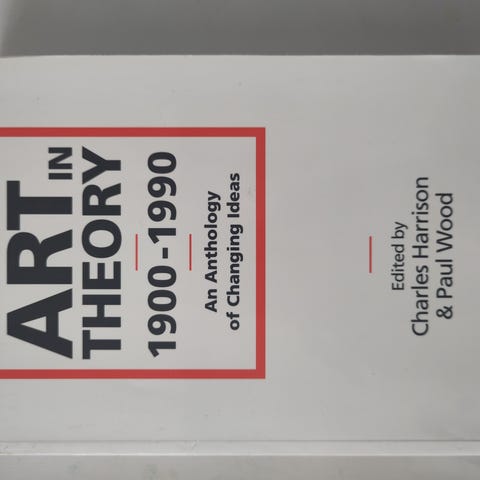 ART IN
THEORY
1900-1990
An Anthology
of Changing Ideas
Edited by
Charles Harrison
& Paul Wood